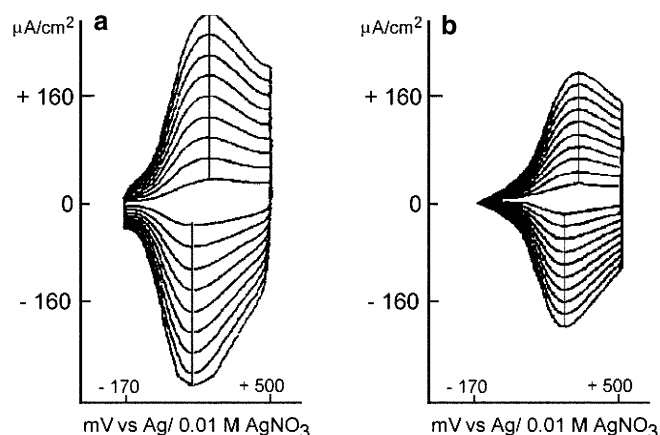 µA/cm²
a
+ 160
0
- 160
- 170
+ 500
mV vs Ag/ 0.01 M AgNO₃
µA/cm²
b
+ 160
0
- 160
- 170
+ 500
mV vs Ag/ 0.01 M AgNO₃